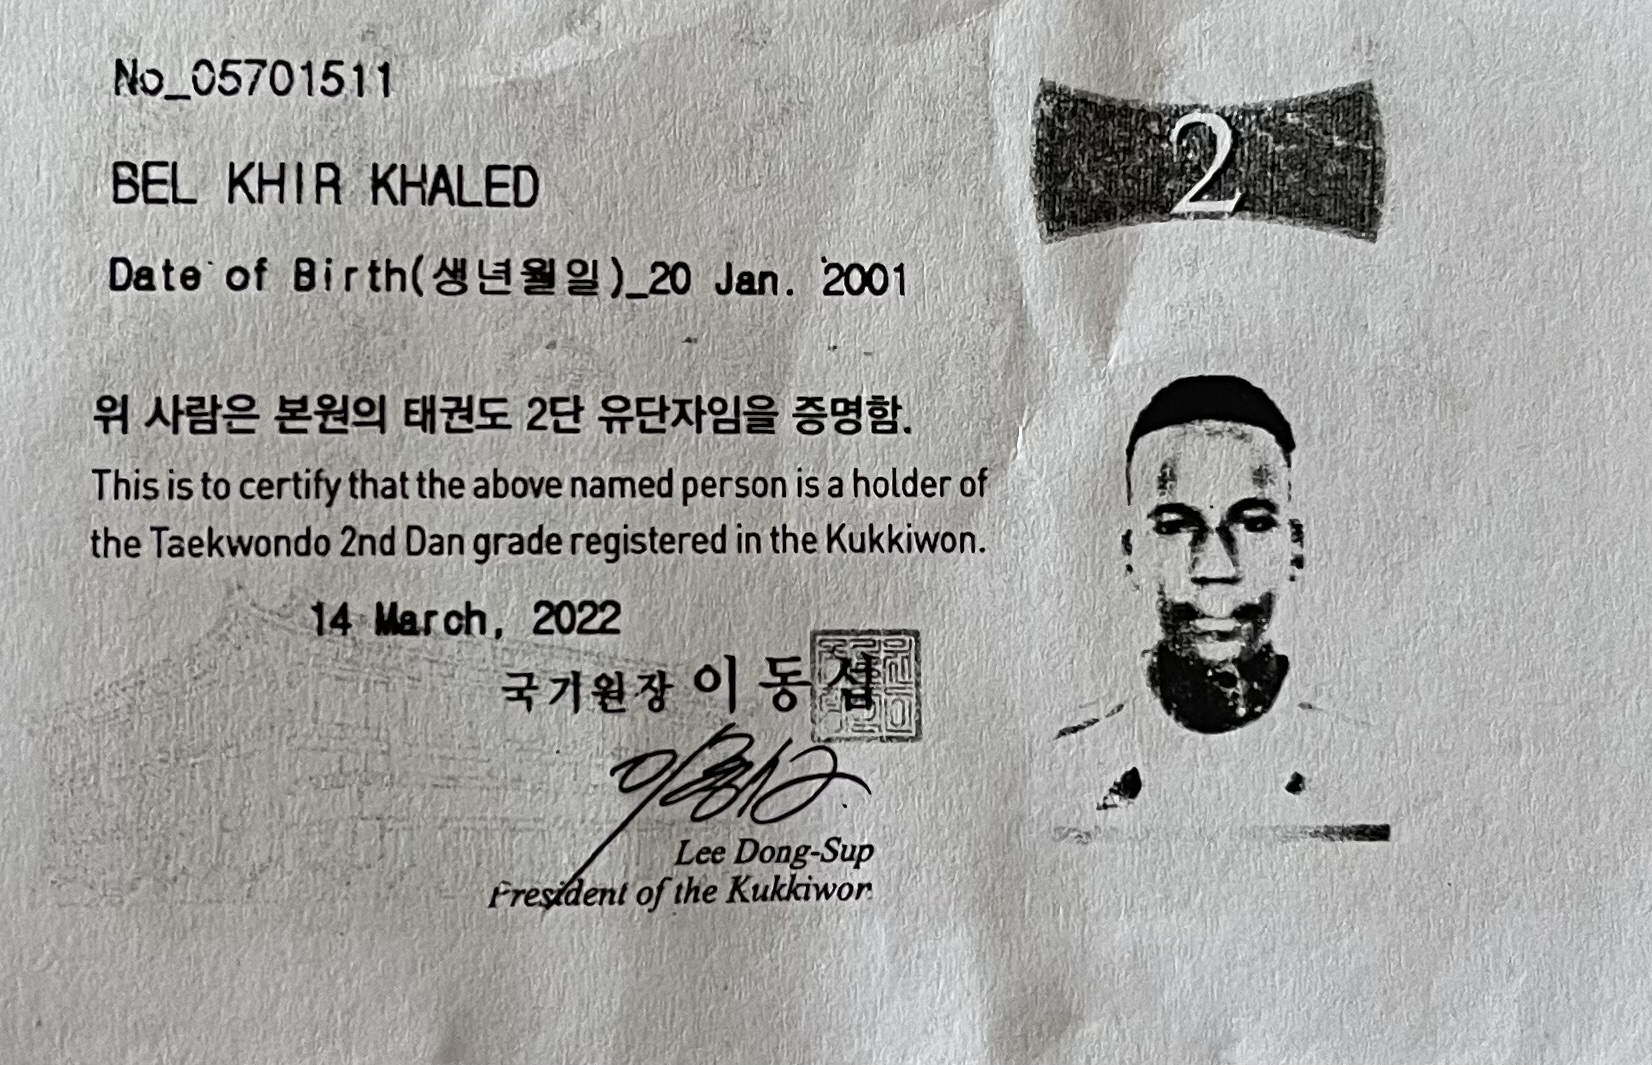 No_05701511
2
BEL KHIR KHALED
Date of Birth(생년월일)_20 Jan. 2001
위 사람은 본원의 태권도 2단 유단자임을 증명함.
This is to certify that the above named person is a holder of
the Taekwondo 2nd Dan grade registered in the Kukkiwon.
14 March, 2022
국기원장 이동섭
Lee Dong-Sup
President of the Kukkiwon